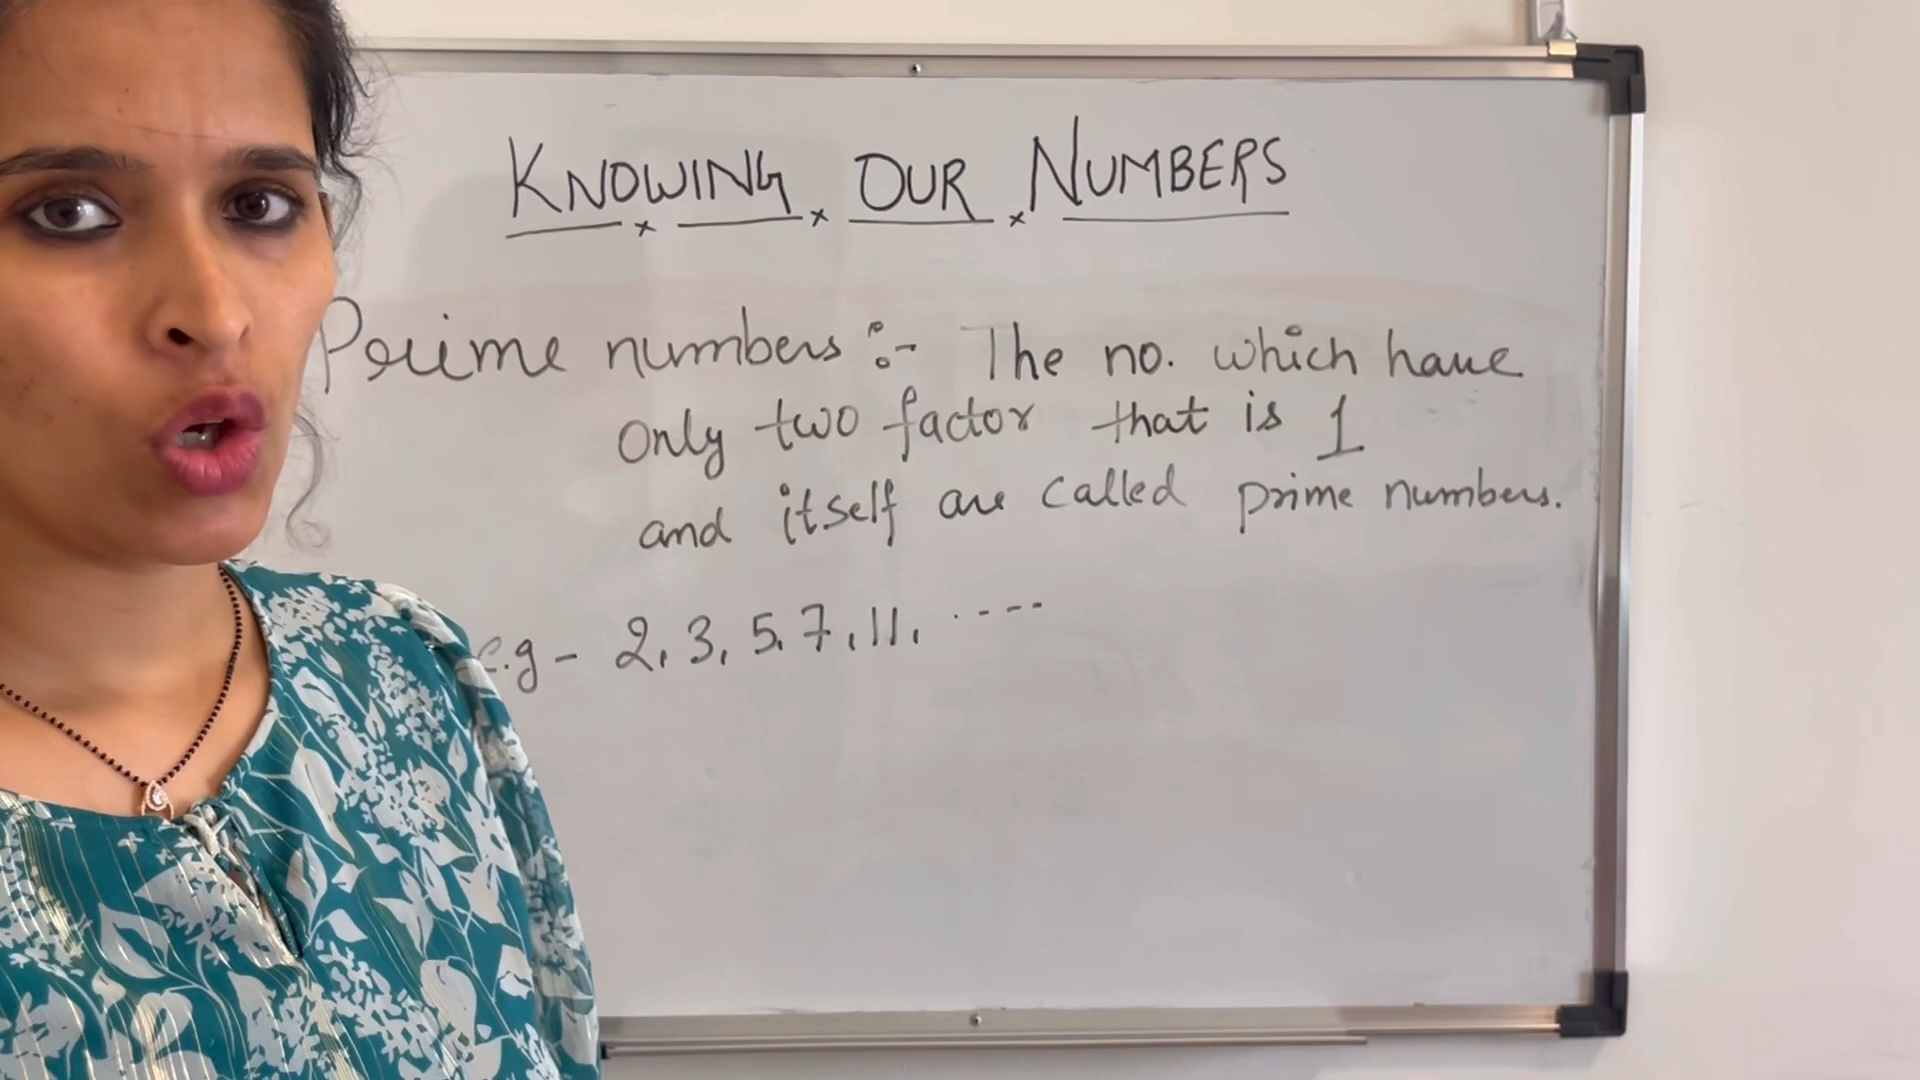 KNOWING OUR NUMBERS
Prime numbers :- The no. which have
only two factor that is 1
and itself are called prime numbers.
e.g - 2, 3, 5, 7, 11, ----